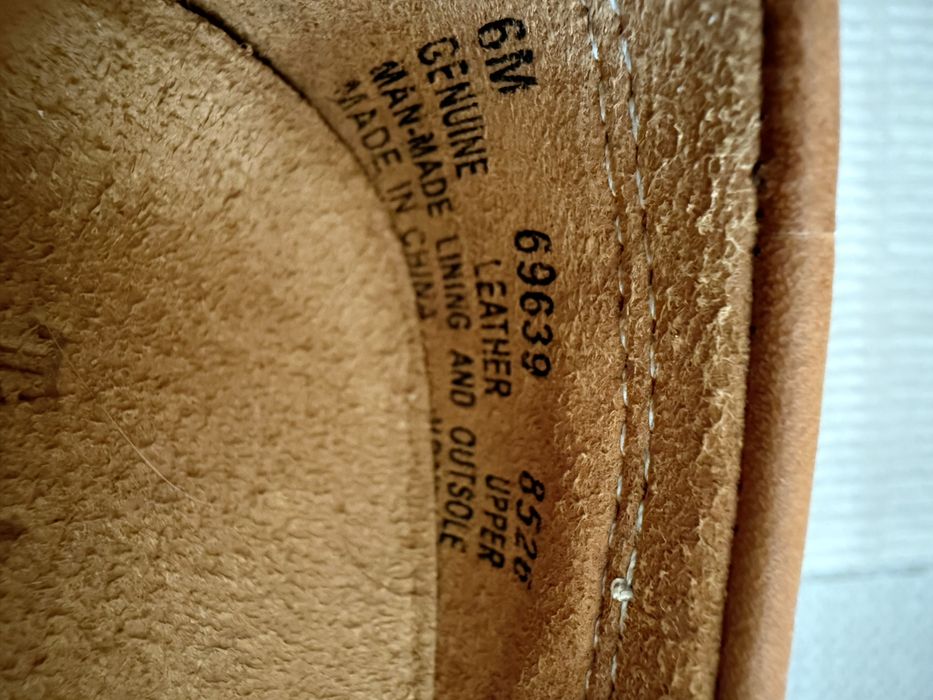 6M 69639
GENUINE LEATHER UPPER
MAN-MADE LINING AND OUTSOLE
MADE IN CHINA